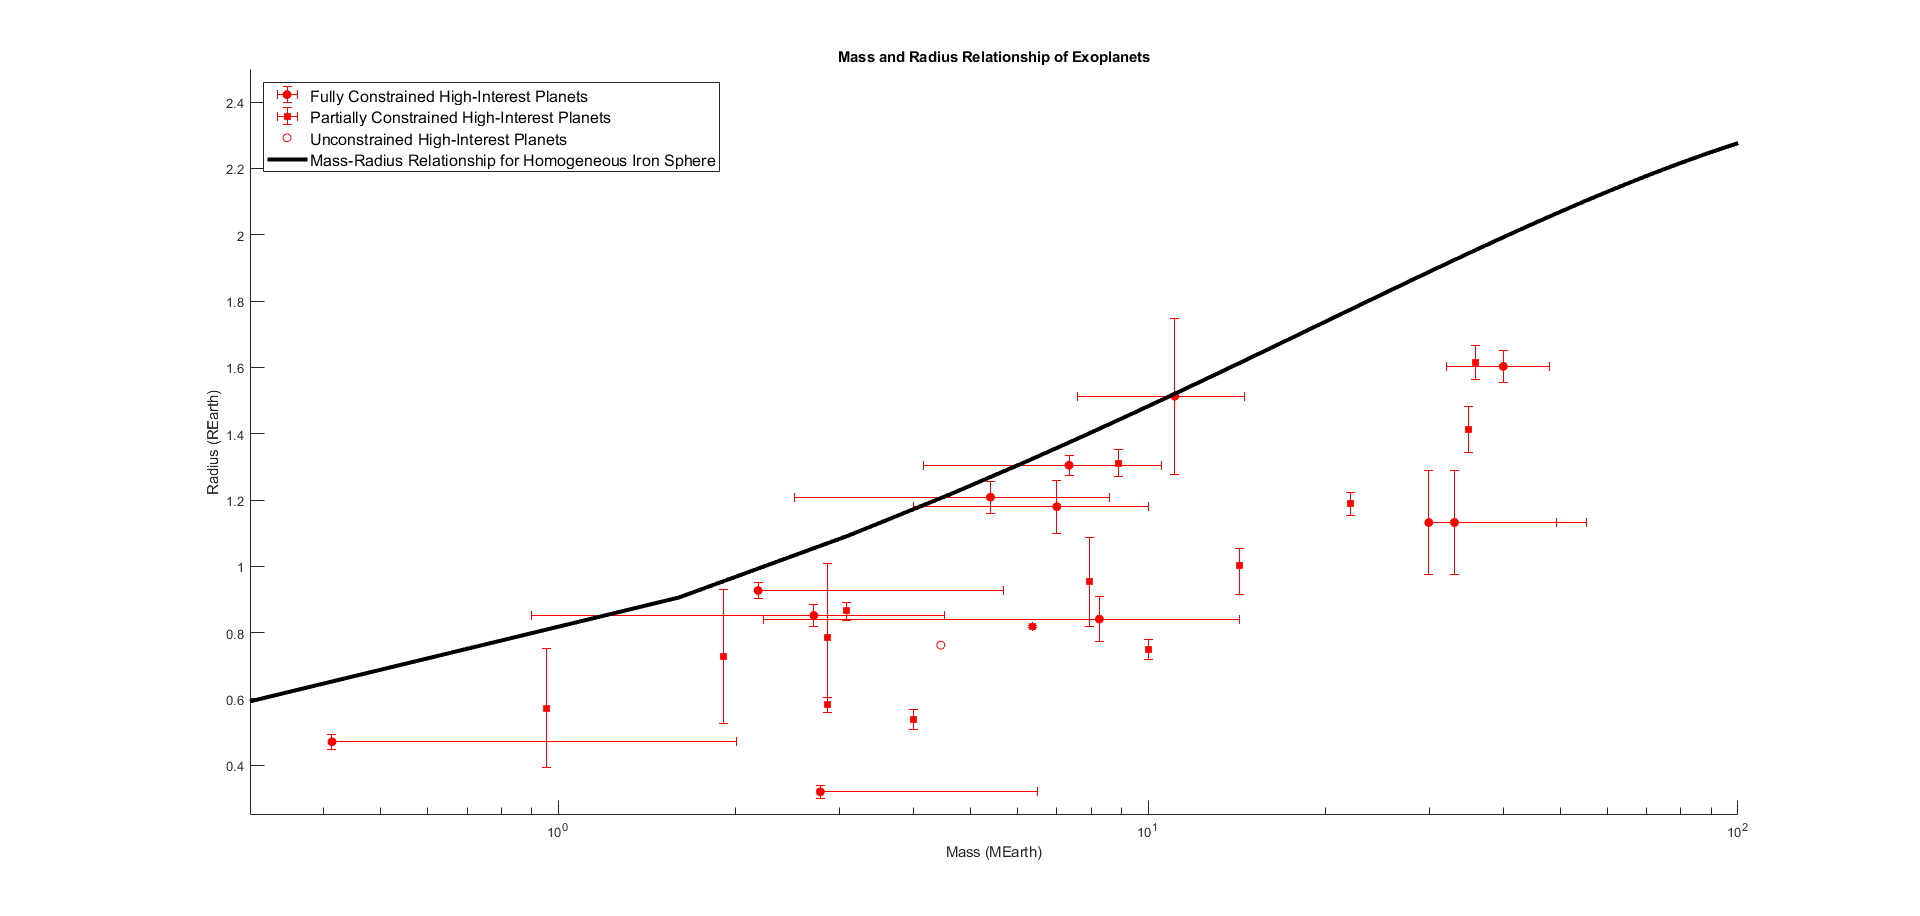 Mass and Radius Relationship of Exoplanets
Fully Constrained High-Interest Planets
Partially Constrained High-Interest Planets
Unconstrained High-Interest Planets
Mass-Radius Relationship for Homogeneous Iron Sphere
2.4
2.2
2
1.8
1.6
1.4
1.2
1
0.8
0.6
0.4
Radius (REarth)
10^0
10^1
10^2
Mass (MEarth)